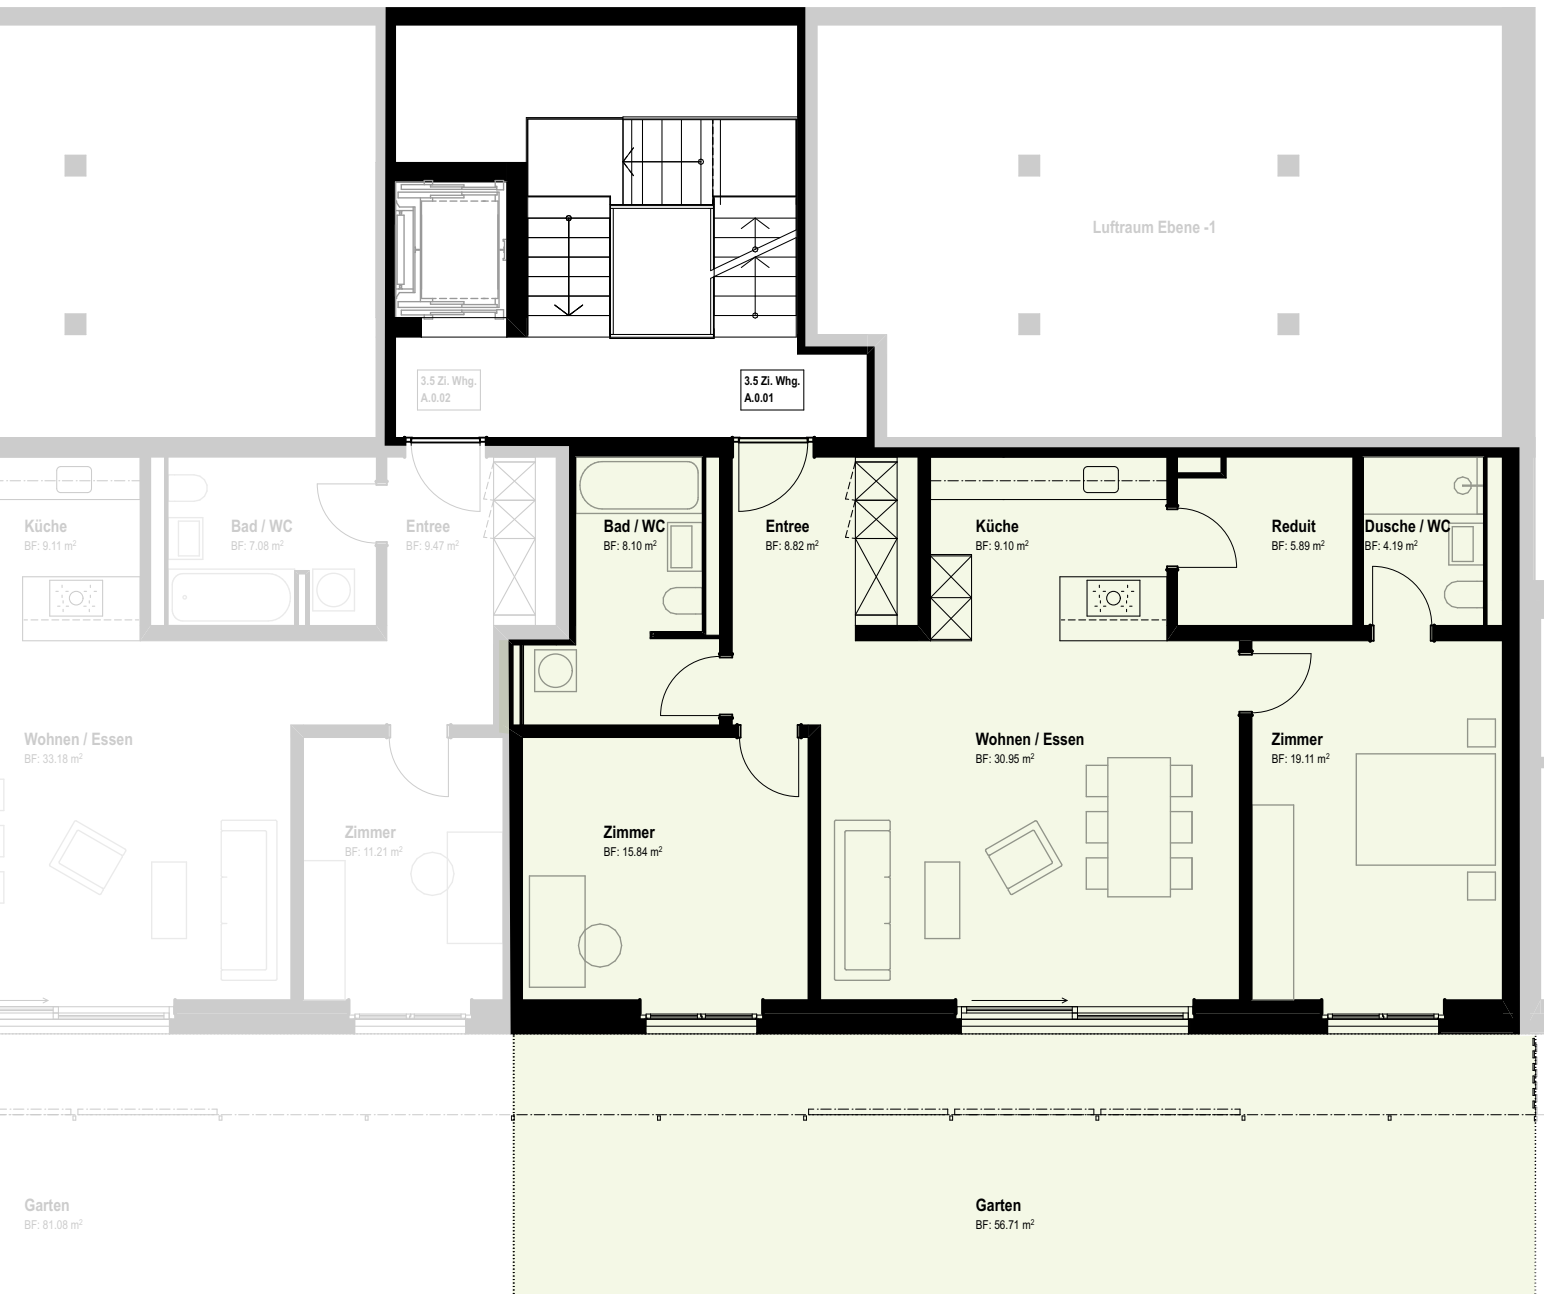 Luftraum Ebene -1
3.5 Zi. Whg.
A.0.02
3.5 Zi. Whg.
A.0.01
Küche
BF: 9.11 m²
Bad / WC
BF: 7.08 m²
Entree
BF: 9.47 m²
Bad / WC
BF: 8.10 m²
Entree
BF: 8.82 m²
Küche
BF: 9.10 m²
Reduit
BF: 5.89 m²
Dusche / WC
BF: 4.19 m²
Wohnen / Essen
BF: 33.18 m²
Wohnen / Essen
BF: 30.95 m²
Zimmer
BF: 19.11 m²
Zimmer
BF: 11.21 m²
Zimmer
BF: 15.84 m²
Garten
BF: 81.08 m²
Garten
BF: 56.71 m²